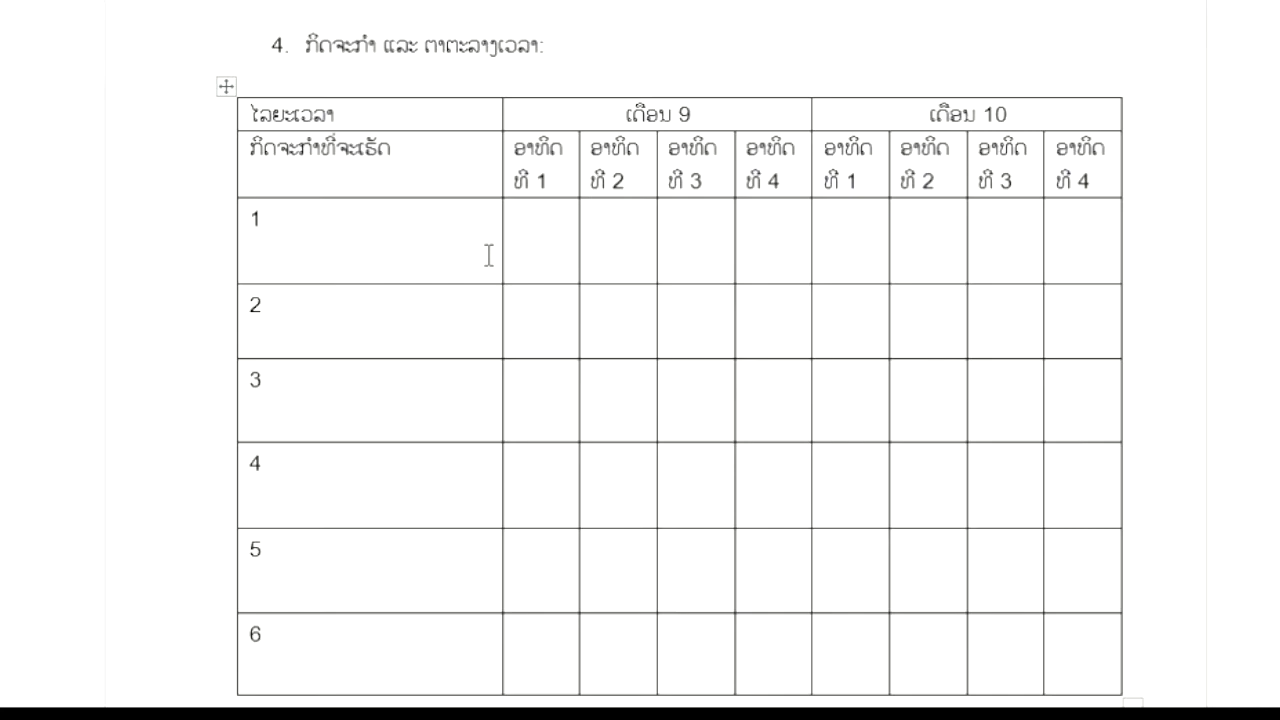 4. ກິດຈະກຳ ແລະ ຕາຕະລາງເວລາ:
ໄລຍະເວລາ ເດືອນ 9 ເດືອນ 10
ກິດຈະກຳທີ່ຈະເຮັດ ອາທິດ ອາທິດ ອາທິດ ອາທິດ ອາທິດ ອາທິດ ອາທິດ ອາທິດ
ທີ 1 ທີ 2 ທີ 3 ທີ 4 ທີ 1 ທີ 2 ທີ 3 ທີ 4
1
2
3
4
5
6